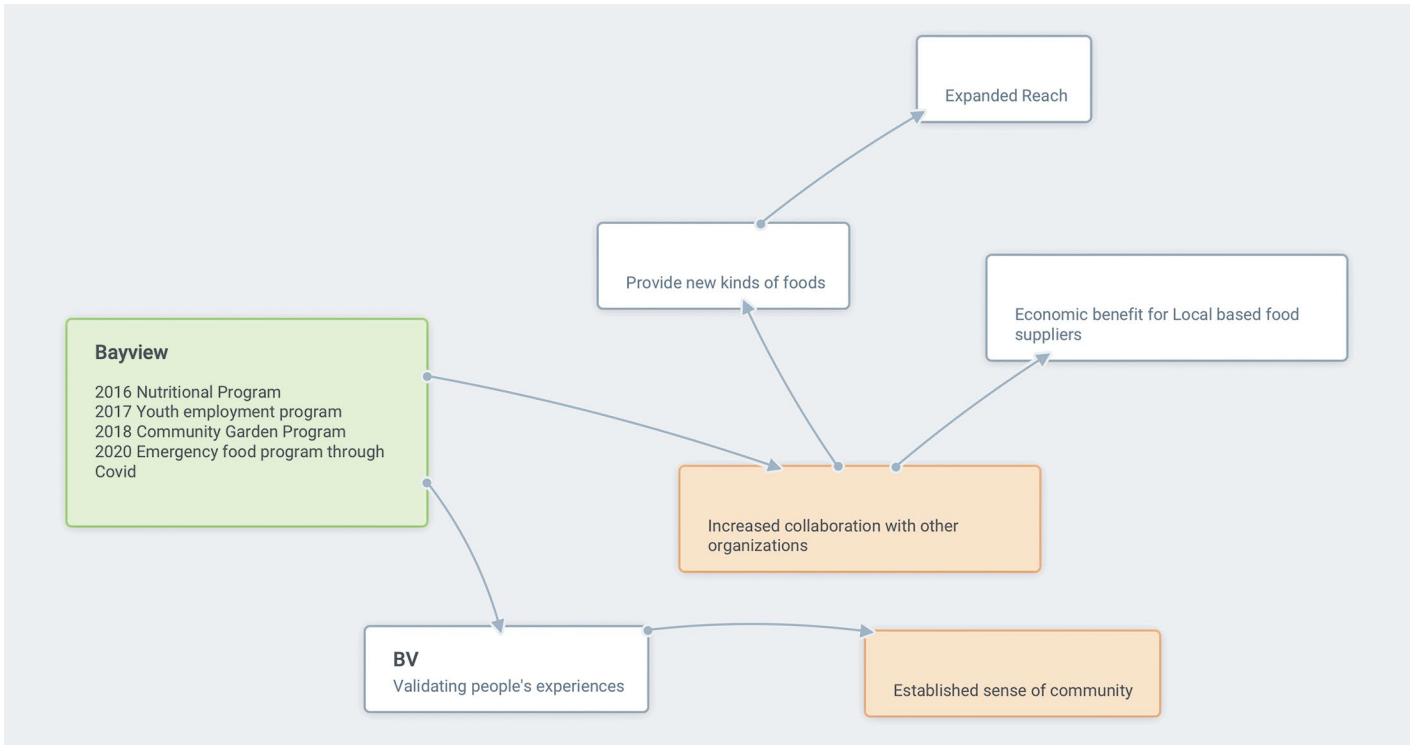 Expanded Reach
Provide new kinds of foods
Economic benefit for Local based food
suppliers
Bayview
2016 Nutritional Program
2017 Youth employment program
2018 Community Garden Program
2020 Emergency food program through
Covid
Increased collaboration with other
organizations
BV
Validating people's experiences
Established sense of community